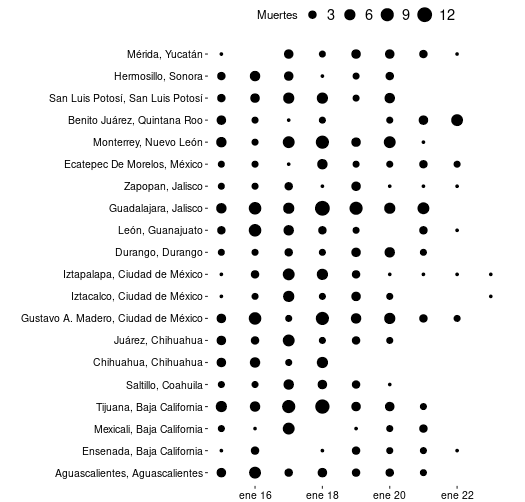 Muertes 3 6 9 12
Mérida, Yucatán
Hermosillo, Sonora
San Luis Potosí, San Luis Potosí
Benito Juárez, Quintana Roo
Monterrey, Nuevo León
Ecatepec De Morelos, México
Zapopan, Jalisco
Guadalajara, Jalisco
León, Guanajuato
Durango, Durango
Iztapalapa, Ciudad de México
Iztacalco, Ciudad de México
Gustavo A. Madero, Ciudad de México
Juárez, Chihuahua
Chihuahua, Chihuahua
Saltillo, Coahuila
Tijuana, Baja California
Mexicali, Baja California
Ensenada, Baja California
Aguascalientes, Aguascalientes
ene 16 ene 18 ene 20 ene 22